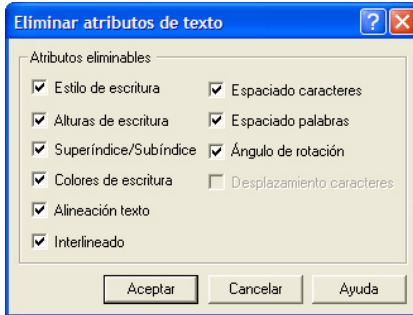 Eliminar atributos de texto
Atributos eliminables
Estilo de escritura
Alturas de escritura
Superíndice/Subíndice
Colores de escritura
Alineación texto
Interlineado
Espaciado caracteres
Espaciado palabras
Ángulo de rotación
Desplazamiento caracteres
Aceptar
Cancelar
Ayuda